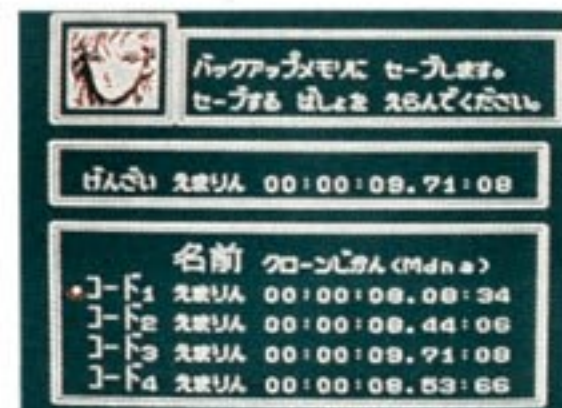 バックアップメモリに セーブします。
セーブする ばしょを えらんでください。
げんざい えまりん 00:00:09.71:08
名前 クローンじかん(Mdna)
コード1 えまりん 00:00:08.08:34
コード2 えまりん 00:00:08.44:06
コード3 えまりん 00:00:09.71:08
コード4 えまりん 00:00:08.53:66